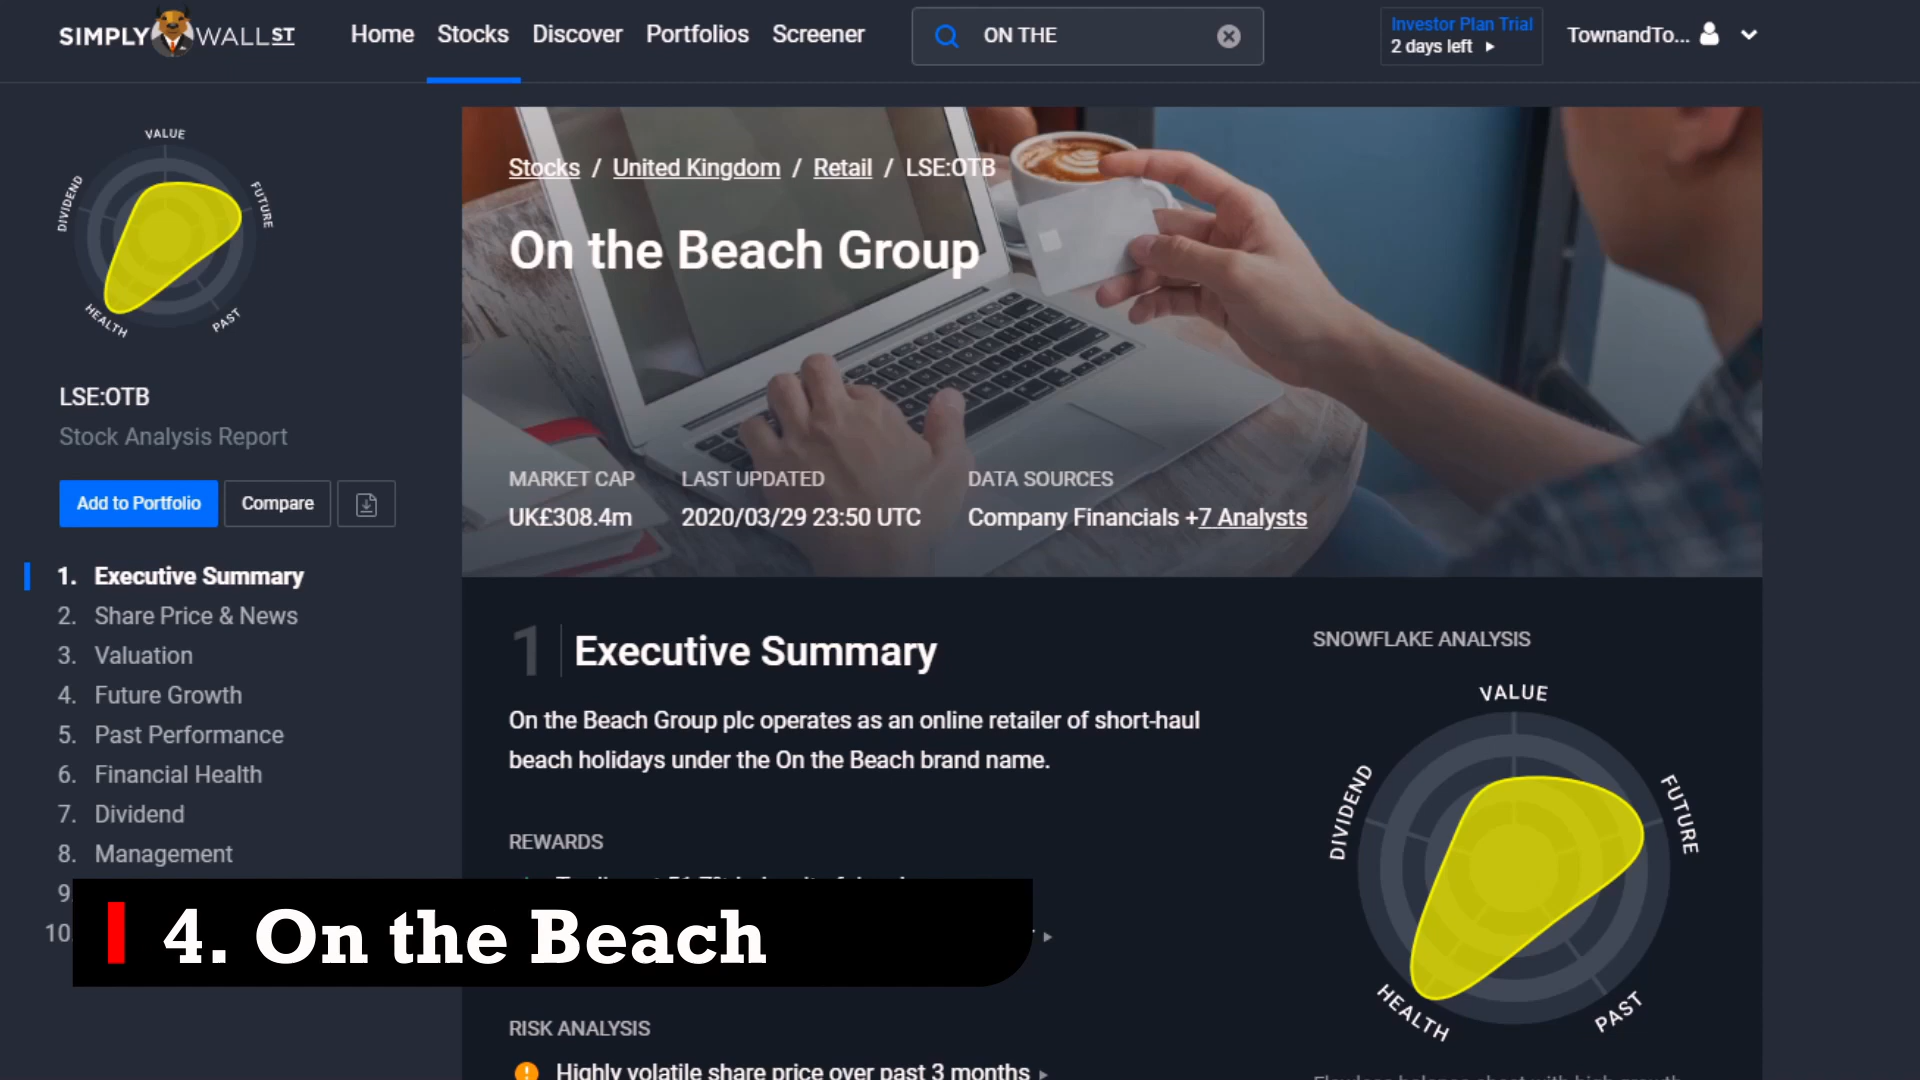 SIMPLY WALL ST
Home
Stocks
Discover
Portfolios
Screener
ON THE
Investor Plan Trial
2 days left
TownandTo...
VALUE
FUTURE
PAST
HEALTH
DIVIDEND
LSE:OTB
Stock Analysis Report
Add to Portfolio
Compare
1. Executive Summary
2. Share Price & News
3. Valuation
4. Future Growth
5. Past Performance
6. Financial Health
7. Dividend
8. Management
9.
10.
Stocks / United Kingdom / Retail / LSE:OTB
On the Beach Group
MARKET CAP
UK£308.4m
LAST UPDATED
2020/03/29 23:50 UTC
DATA SOURCES
Company Financials +7 Analysts
1 Executive Summary
On the Beach Group plc operates as an online retailer of short-haul
beach holidays under the On the Beach brand name.
REWARDS
4. On the Beach
RISK ANALYSIS
Highly volatile share price over past 3 months
SNOWFLAKE ANALYSIS
VALUE
FUTURE
PAST
HEALTH
DIVIDEND